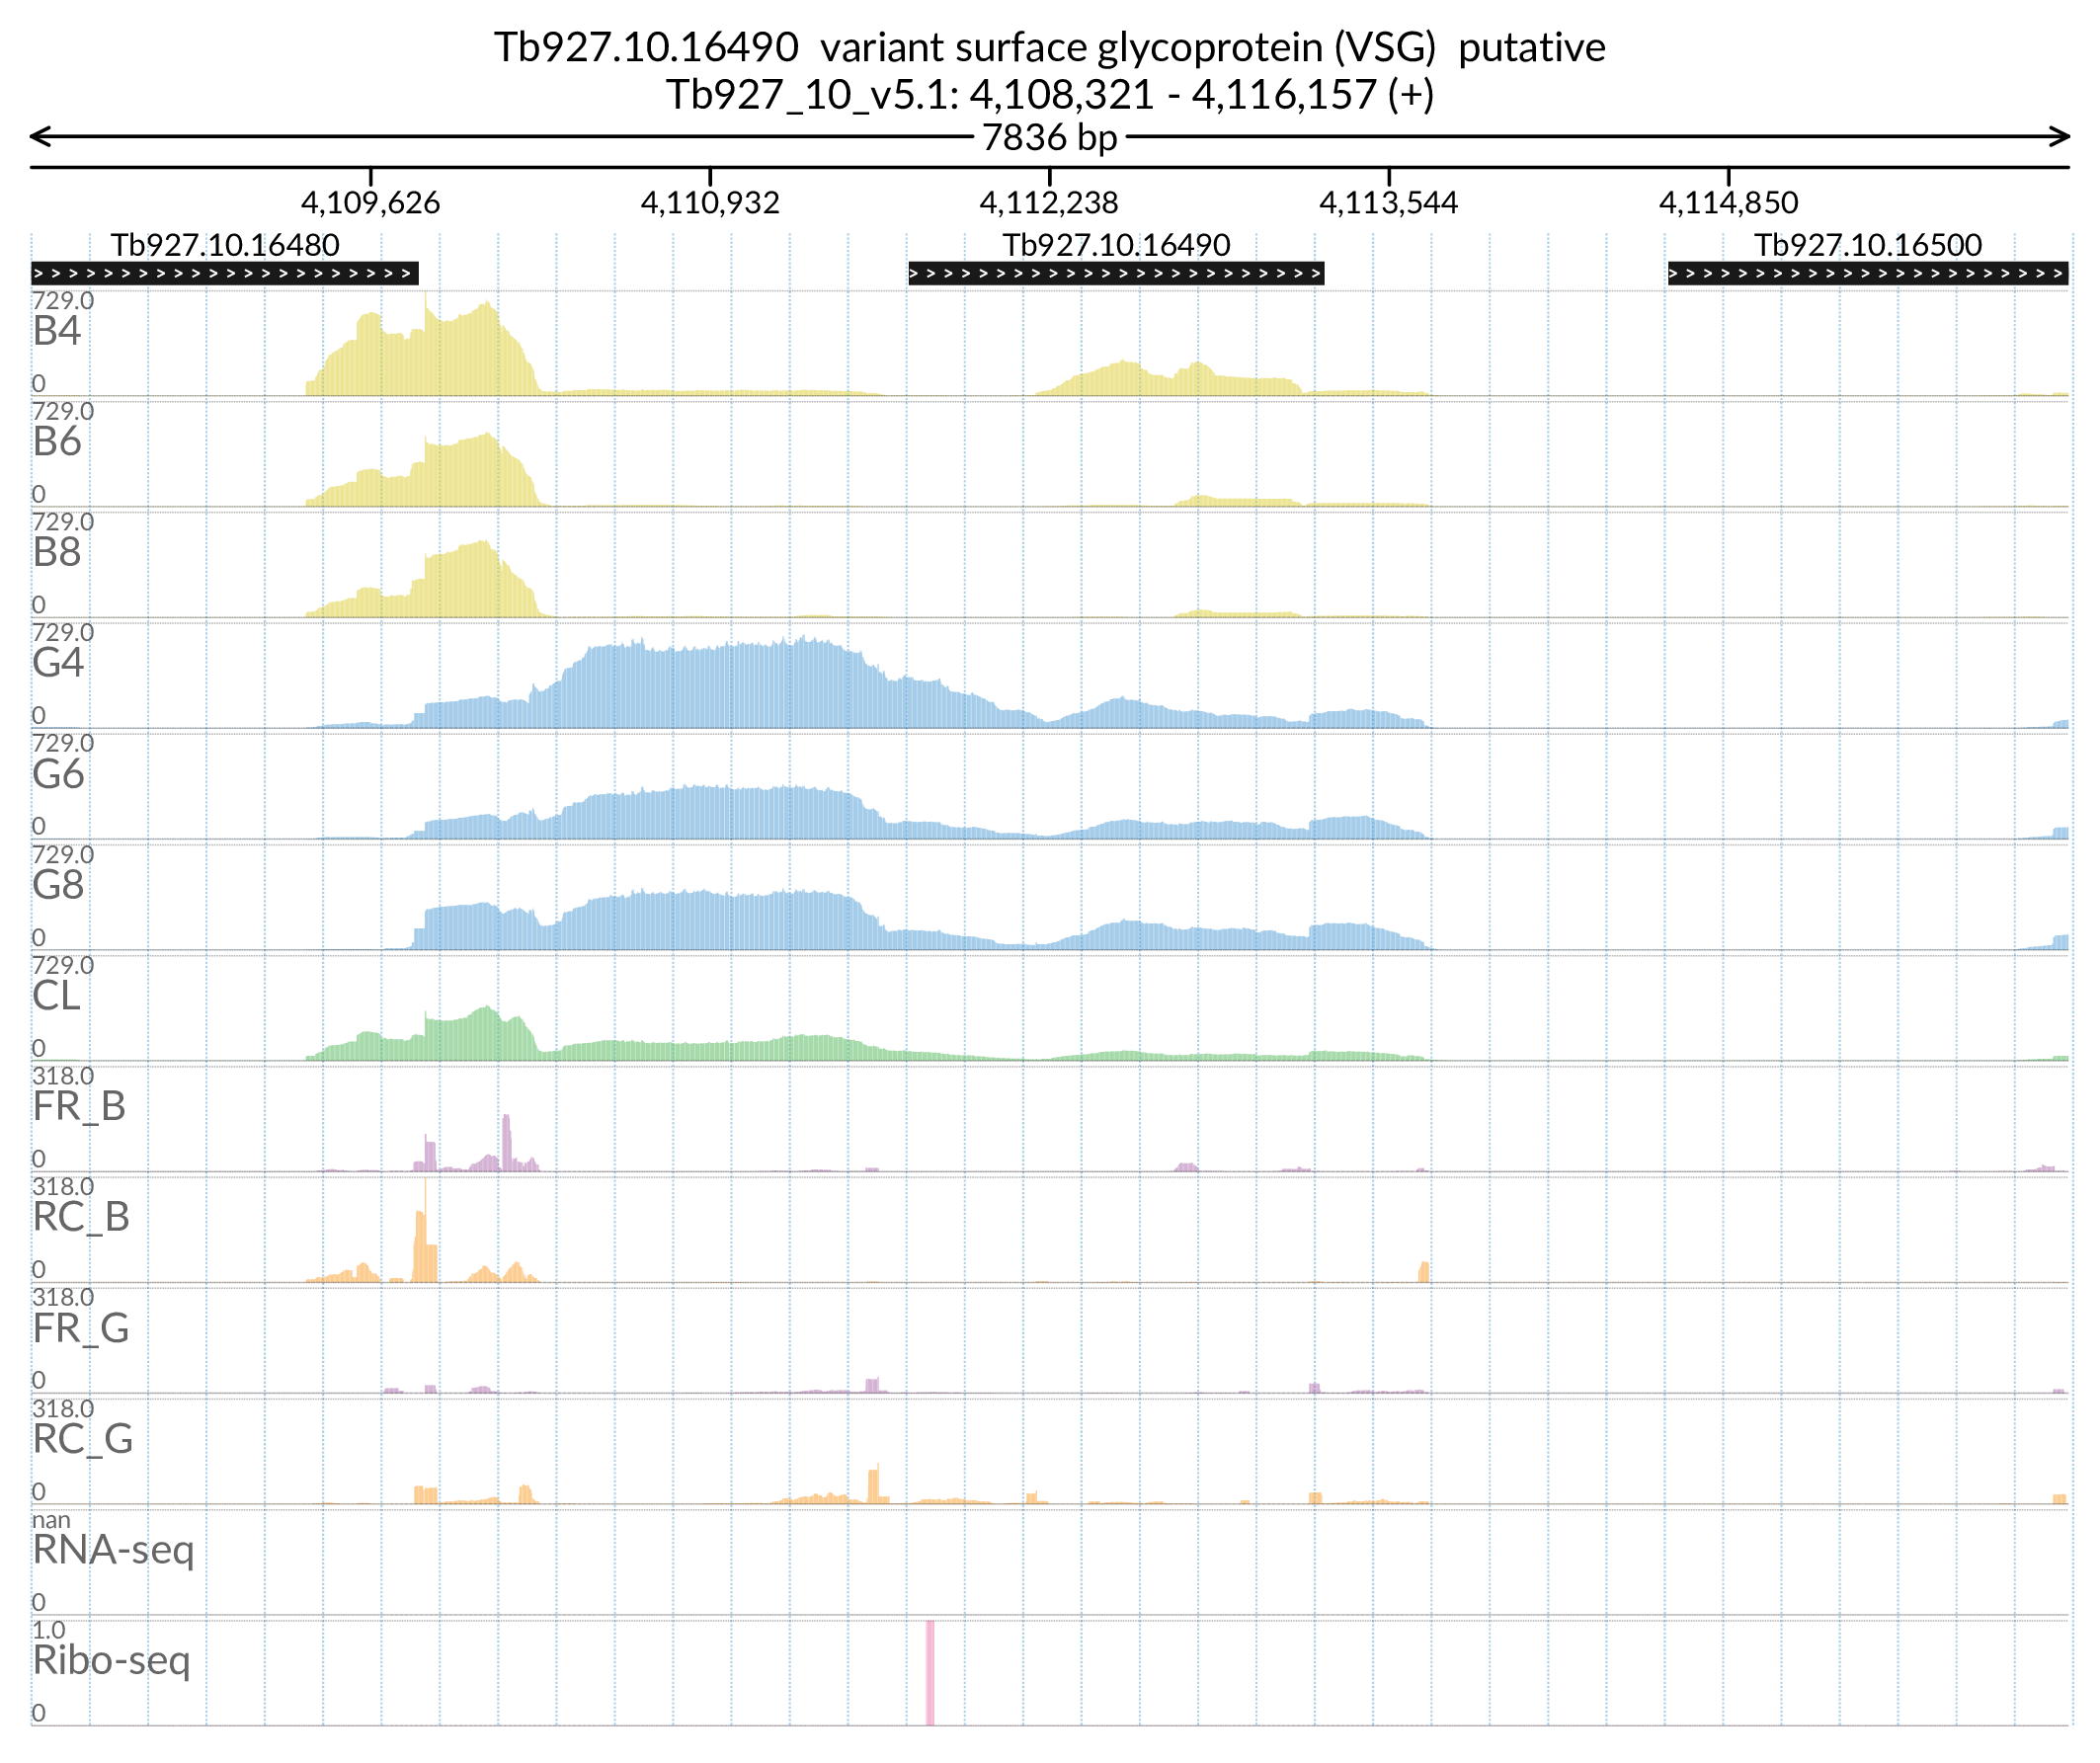 Tb927.10.16490 variant surface glycoprotein (VSG) putative
Tb927_10_v5.1: 4,108,321 - 4,116,157 (+)
7836 bp
4,109,626 4,110,932 4,112,238 4,113,544 4,114,850
Tb927.10.16480 Tb927.10.16490 Tb927.10.16500
729.0
B4
0
729.0
B6
0
729.0
B8
0
729.0
G4
0
729.0
G6
0
729.0
G8
0
729.0
CL
0
318.0
FR_B
0
318.0
RC_B
0
318.0
FR_G
0
318.0
RC_G
0
nan
RNA-seq
0
1.0
Ribo-seq
0